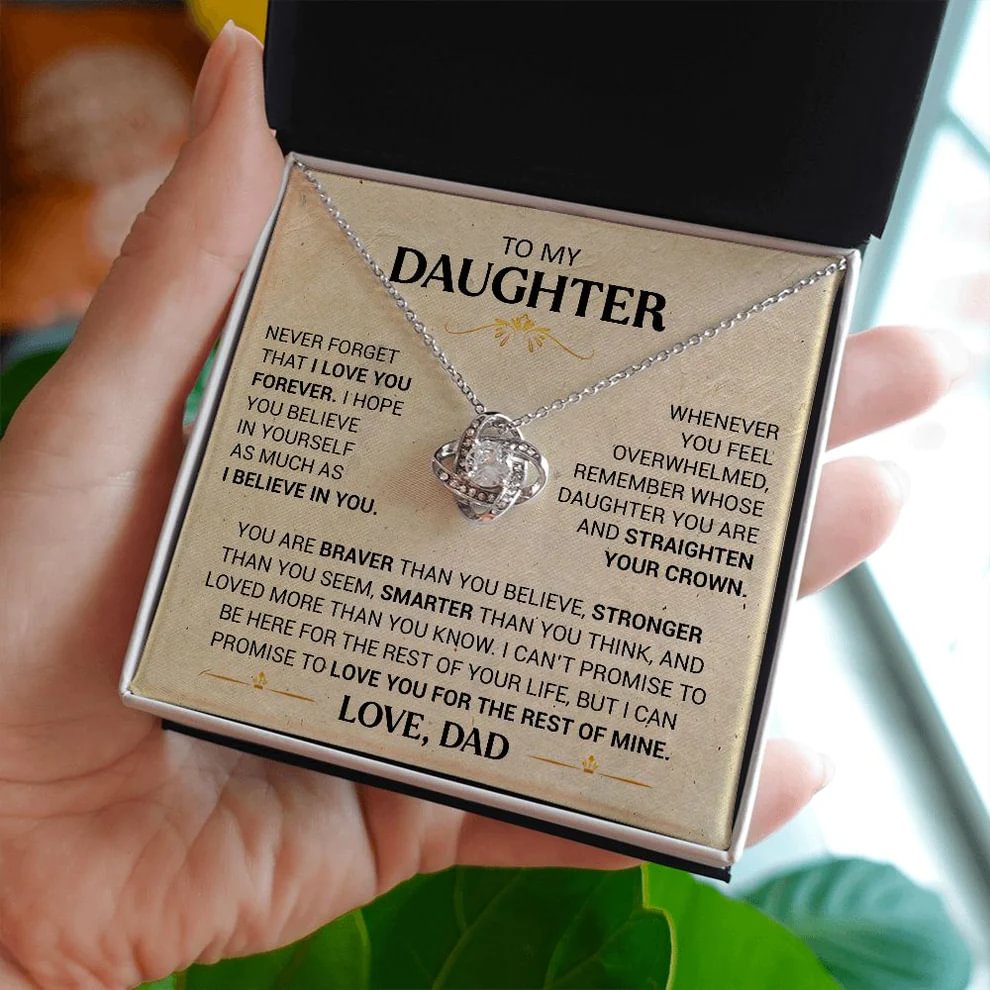 TO MY
DAUGHTER
NEVER FORGET
THAT I LOVE YOU
FOREVER. I HOPE
YOU BELIEVE
IN YOURSELF
AS MUCH AS
I BELIEVE IN YOU.
WHENEVER
YOU FEEL
OVERWHELMED,
REMEMBER WHOSE
DAUGHTER YOU ARE
AND STRAIGHTEN
YOUR CROWN.
YOU ARE BRAVER THAN YOU BELIEVE, STRONGER
THAN YOU SEEM, SMARTER THAN YOU THINK, AND
LOVED MORE THAN YOU KNOW. I CAN'T PROMISE TO
BE HERE FOR THE REST OF YOUR LIFE, BUT I CAN
PROMISE TO LOVE YOU FOR THE REST OF MINE.
LOVE, DAD